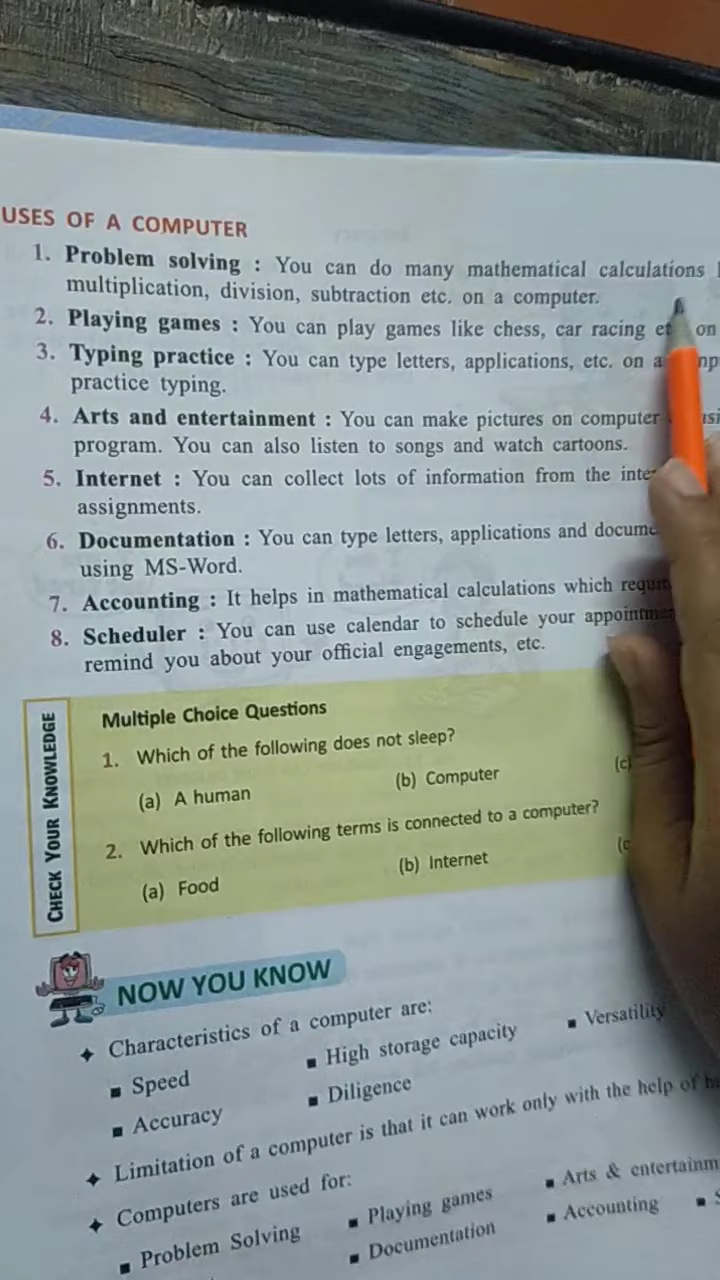 USES OF A COMPUTER
1. Problem solving : You can do many mathematical calculations
multiplication, division, subtraction etc. on a computer.
2. Playing games : You can play games like chess, car racing on
3. Typing practice : You can type letters, applications, etc. on a
practice typing.
4. Arts and entertainment : You can make pictures on computer
program. You can also listen to songs and watch cartoons.
5. Internet : You can collect lots of information from the
assignments.
6. Documentation : You can type letters, applications and
using MS-Word.
7. Accounting : It helps in mathematical calculations which
8. Scheduler : You can use calendar to schedule your
remind you about your official engagements, etc.
CHECK YOUR KNOWLEDGE
Multiple Choice Questions
1. Which of the following does not sleep?
(a) A human (b) Computer (c)
2. Which of the following terms is connected to a computer?
(a) Food (b) Internet
NOW YOU KNOW
Characteristics of a computer are:
▪ Speed ▪ High storage capacity ▪ Versatility
▪ Accuracy ▪ Diligence
Limitation of a computer is that it can work only with the help of
Computers are used for:
▪ Problem Solving ▪ Playing games ▪ Arts &
▪ Documentation ▪ Accounting ▪